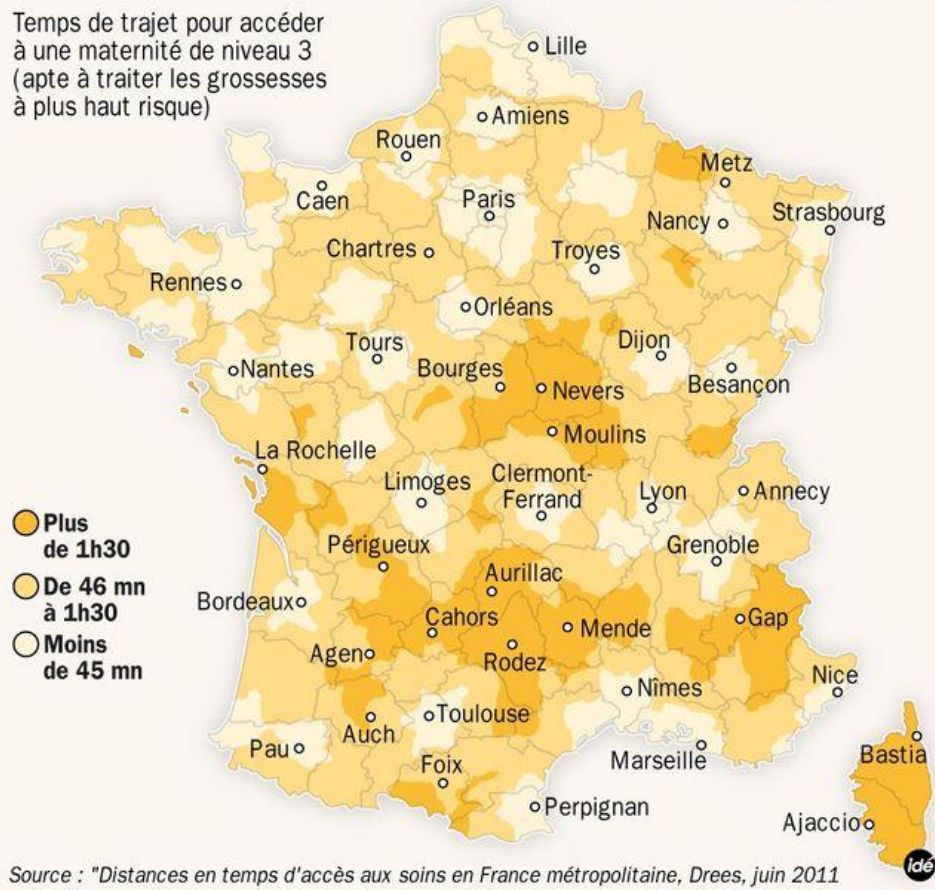 Temps de trajet pour accéder
à une maternité de niveau 3
(apte à traiter les grossesses
à plus haut risque)
Lille
Amiens
Rouen
Metz
Caen
Paris
Nancy
Strasbourg
Chartres
Troyes
Rennes
Orléans
Tours
Dijon
Nantes
Bourges
Besançon
Nevers
Moulins
La Rochelle
Limoges
Clermont-
Ferrand
Lyon
Annecy
Plus
de 1h30
Périgueux
Grenoble
Aurillac
De 46 mn
à 1h30
Bordeaux
Cahors
Mende
Gap
Moins
de 45 mn
Agen
Rodez
Nice
Nîmes
Auch
Toulouse
Pau
Marseille
Bastia
Foix
Perpignan
Ajaccio
Source : "Distances en temps d'accès aux soins en France métropolitaine, Drees, juin 2011
idé